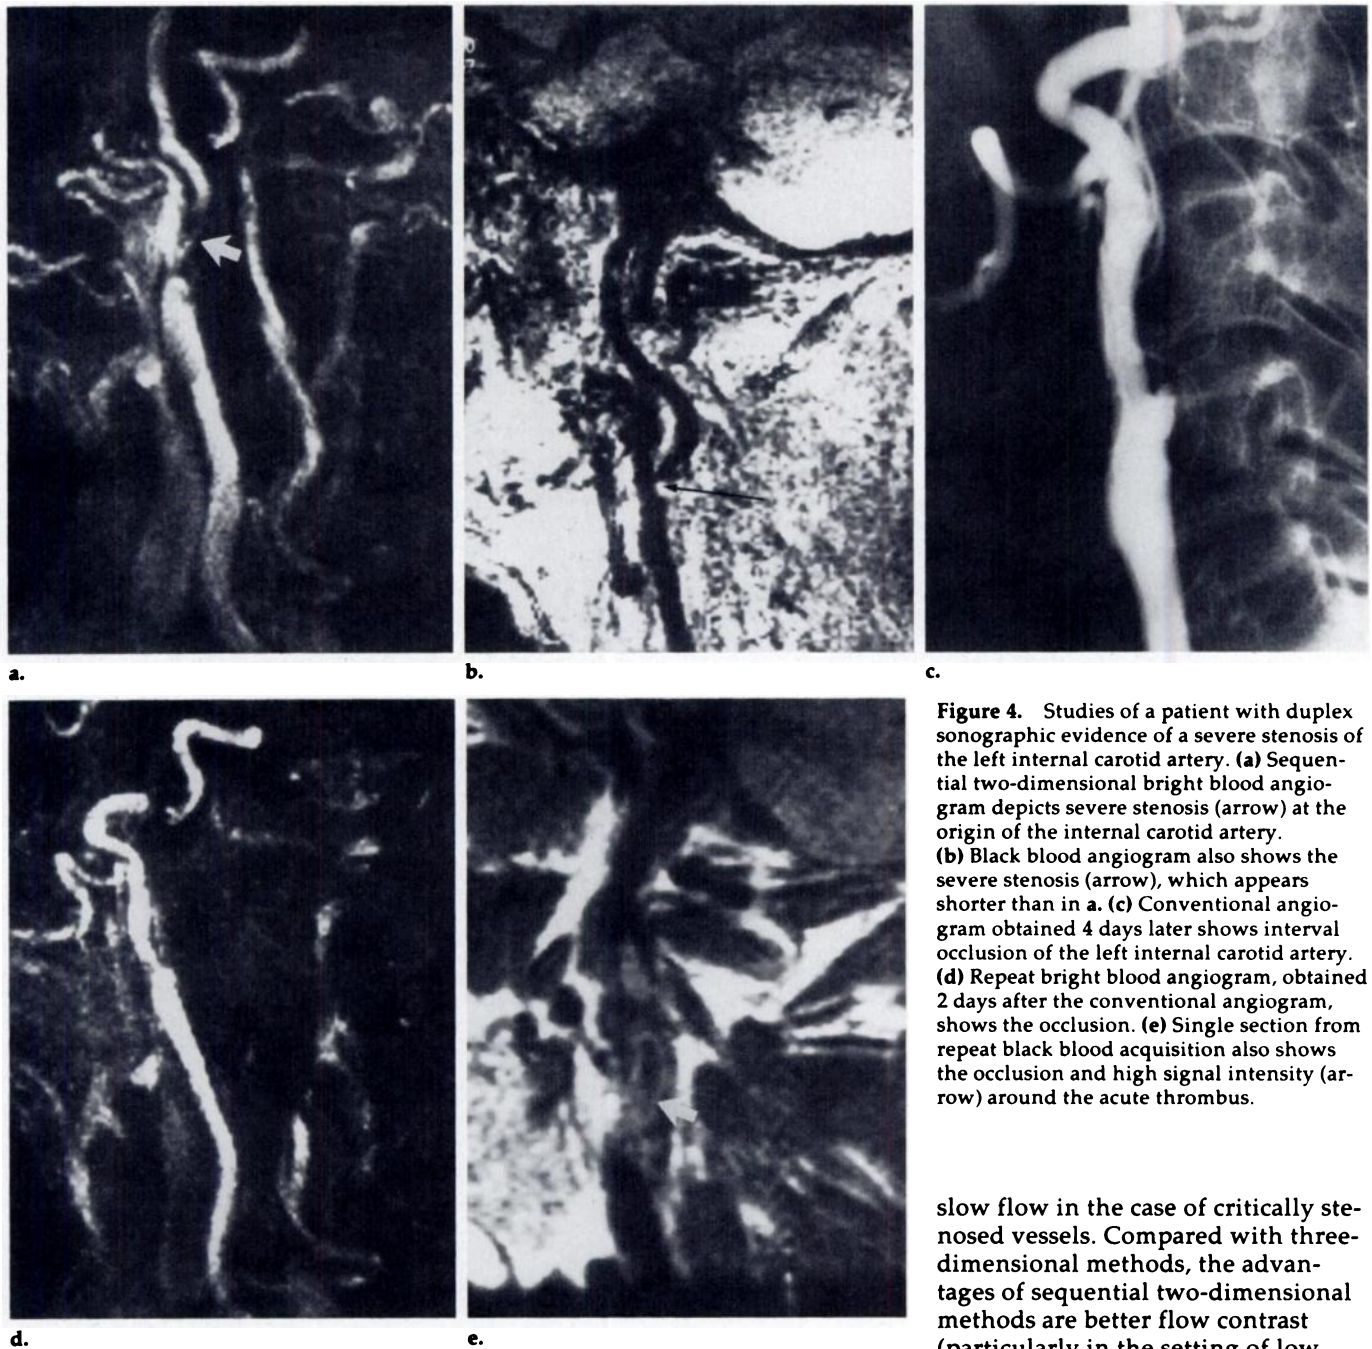 a.
b.
c.
d.
e.
Figure 4. Studies of a patient with duplex
sonographic evidence of a severe stenosis of
the left internal carotid artery. (a) Sequen-
tial two-dimensional bright blood angio-
gram depicts severe stenosis (arrow) at the
origin of the internal carotid artery.
(b) Black blood angiogram also shows the
severe stenosis (arrow), which appears
shorter than in a. (c) Conventional angio-
gram obtained 4 days later shows interval
occlusion of the left internal carotid artery.
(d) Repeat bright blood angiogram, obtained
2 days after the conventional angiogram,
shows the occlusion. (e) Single section from
repeat black blood acquisition also shows
the occlusion and high signal intensity (ar-
row) around the acute thrombus.
slow flow in the case of critically ste-
nosed vessels. Compared with three-
dimensional methods, the advan-
tages of sequential two-dimensional
methods are better flow contrast
(particularly in the setting of low